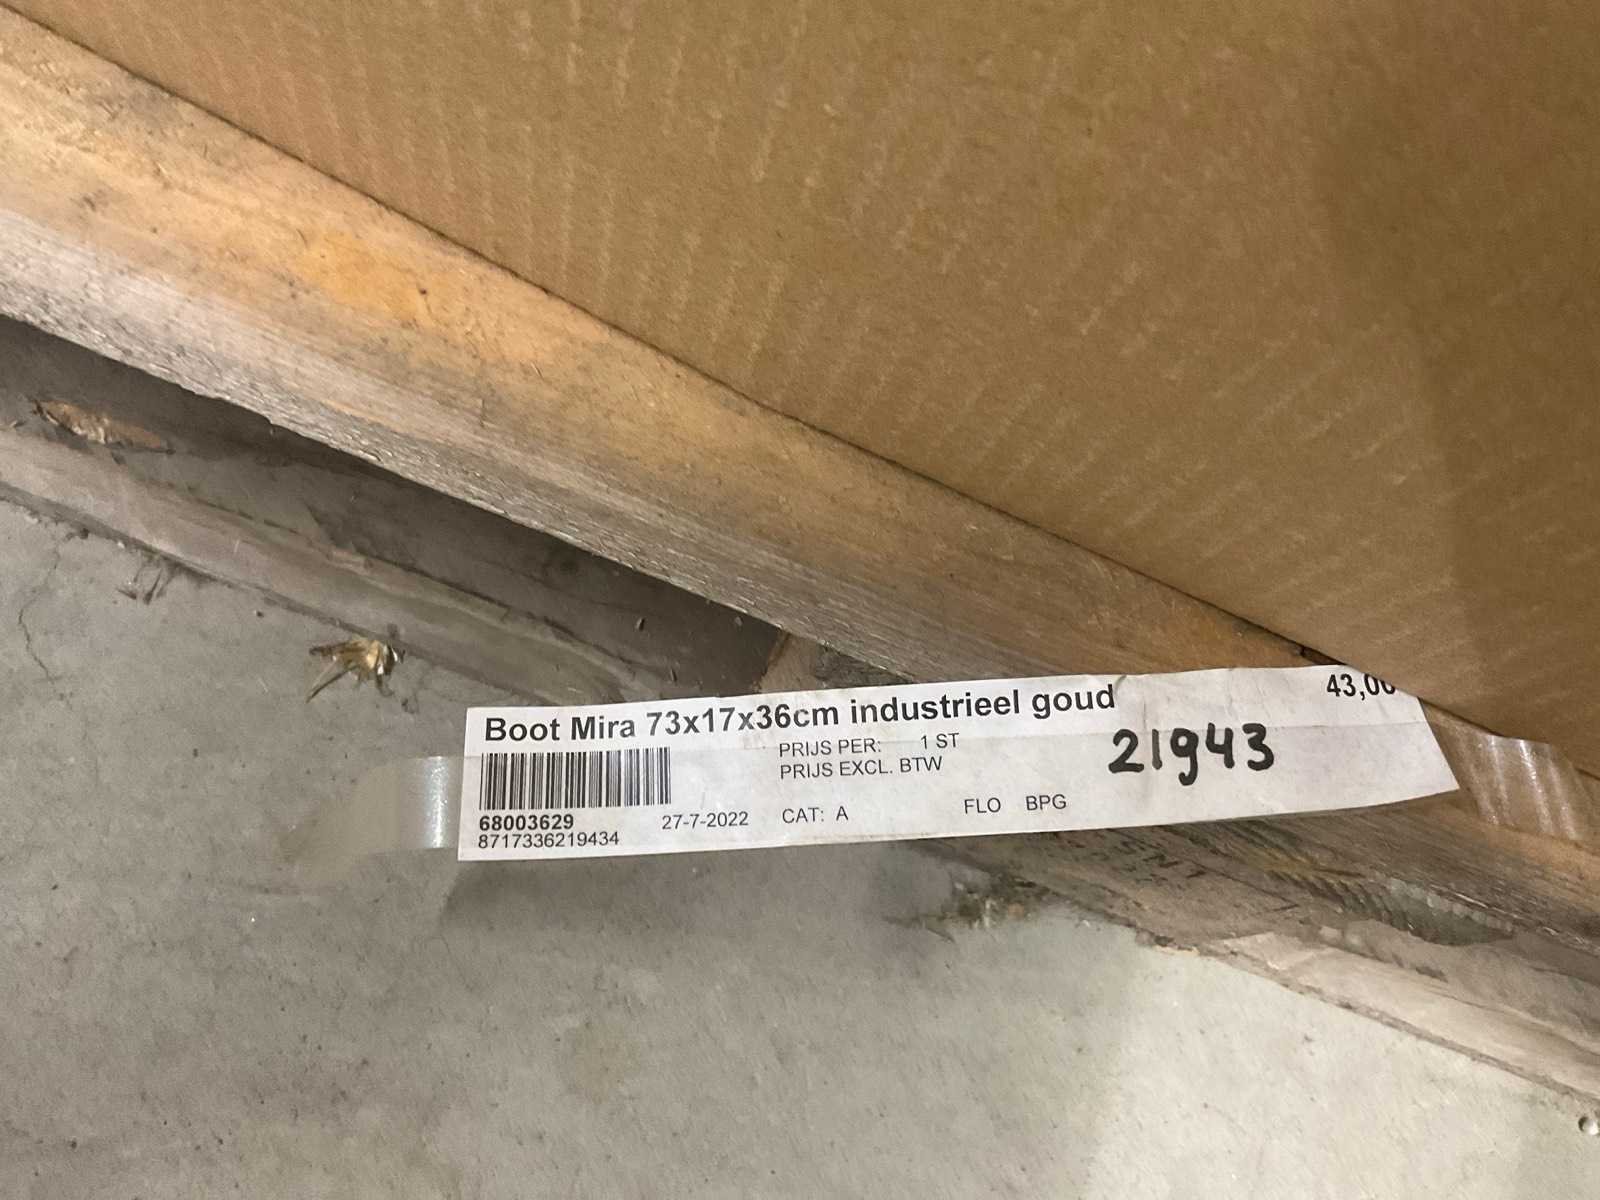 Boot Mira 73x17x36cm industrieel goud
43,00
PRIJS PER: 1 ST
PRIJS EXCL. BTW
21943
68003629
27-7-2022
CAT: A
FLO BPG
8717336219434